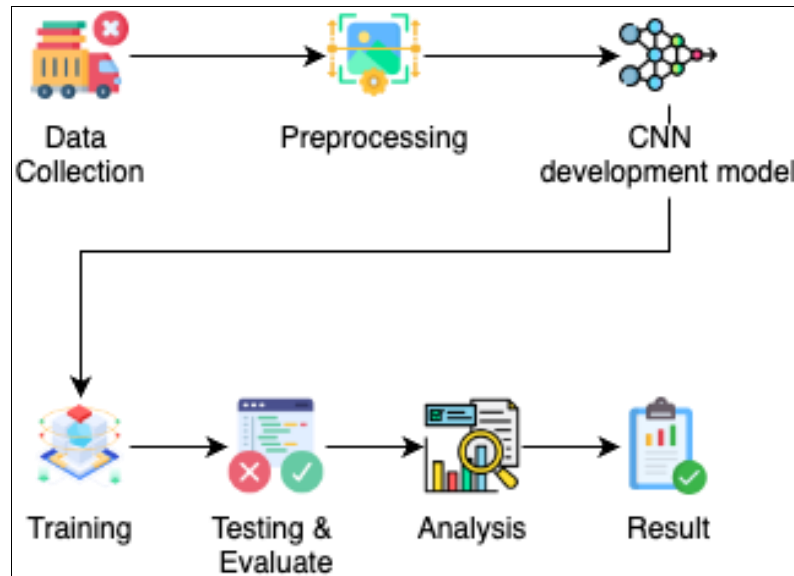 Data
Collection
Preprocessing
CNN
development model
Training
Testing &
Evaluate
Analysis
Result